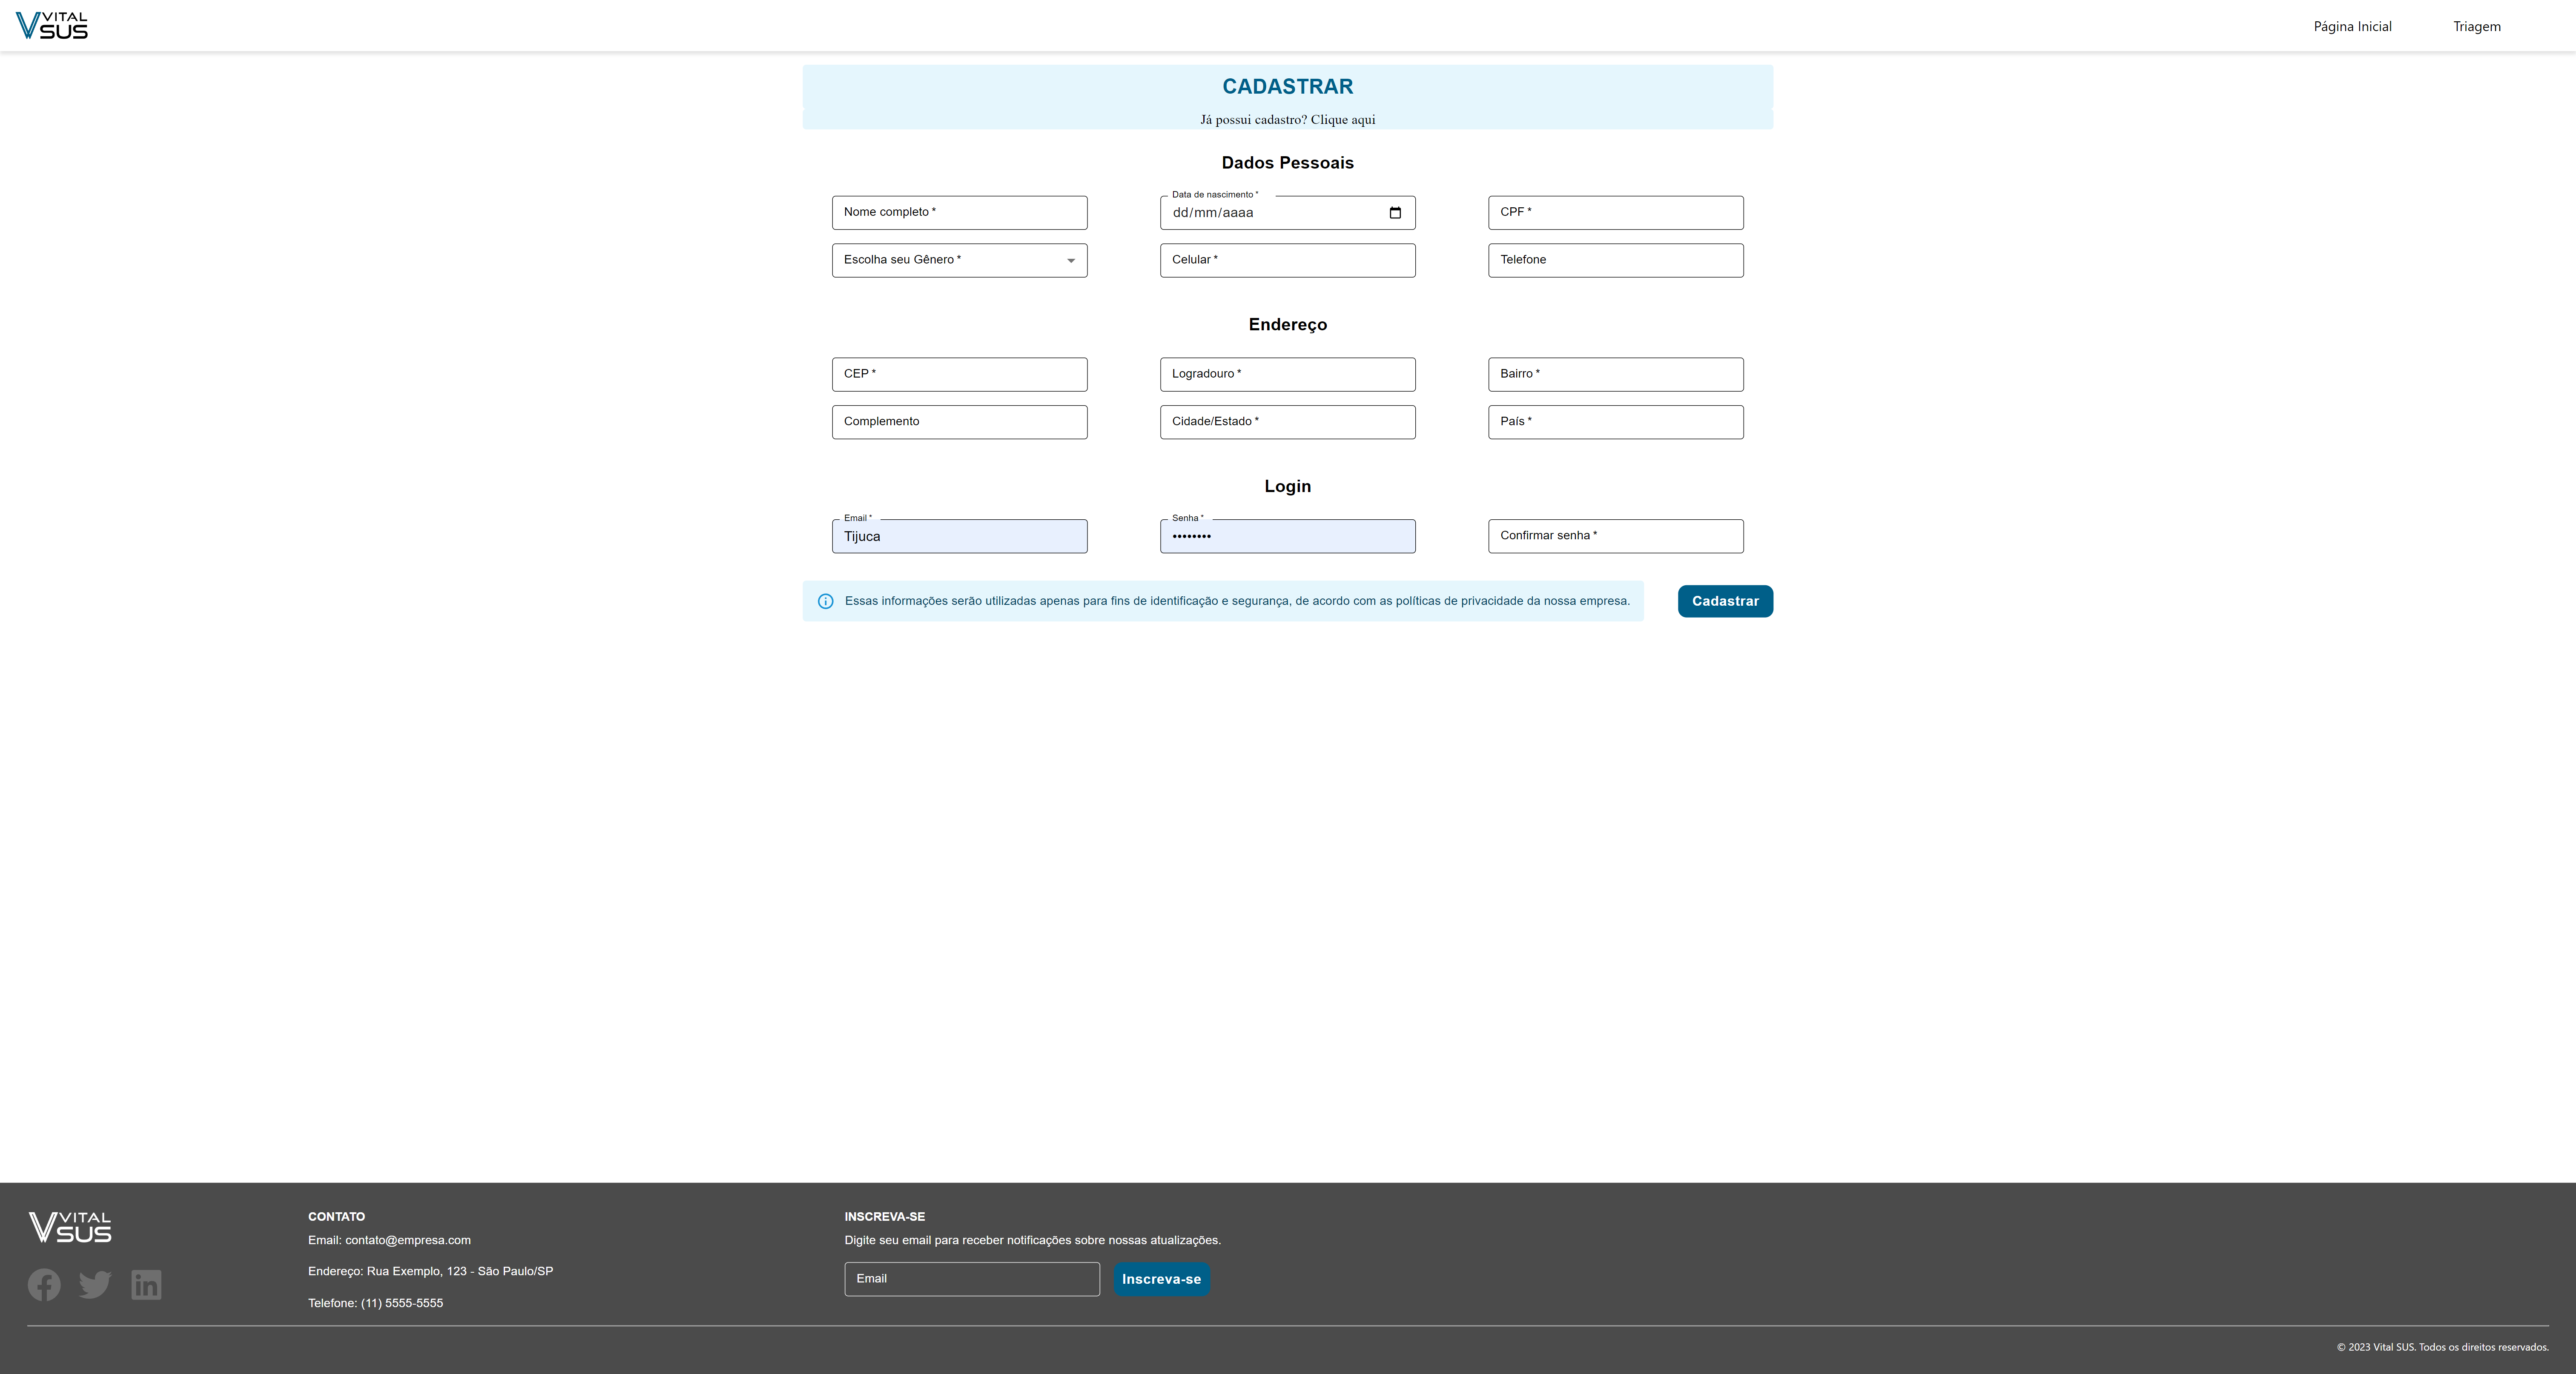 VITAL
SUS
Página Inicial
Triagem
CADASTRAR
Já possui cadastro? Clique aqui
Dados Pessoais
Nome completo *
Data de nascimento *
dd/mm/aaaa
CPF *
Escolha seu Gênero *
Celular *
Telefone
Endereço
CEP *
Logradouro *
Bairro *
Complemento
Cidade/Estado *
País *
Login
Email *
Tijuca
Senha *
••••••••
Confirmar senha *
Essas informações serão utilizadas apenas para fins de identificação e segurança, de acordo com as políticas de privacidade da nossa empresa.
Cadastrar
VITAL
SUS
CONTATO
Email: contato@empresa.com
Endereço: Rua Exemplo, 123 - São Paulo/SP
Telefone: (11) 5555-5555
INSCREVA-SE
Digite seu email para receber notificações sobre nossas atualizações.
Email
Inscreva-se
© 2023 Vital SUS. Todos os direitos reservados.